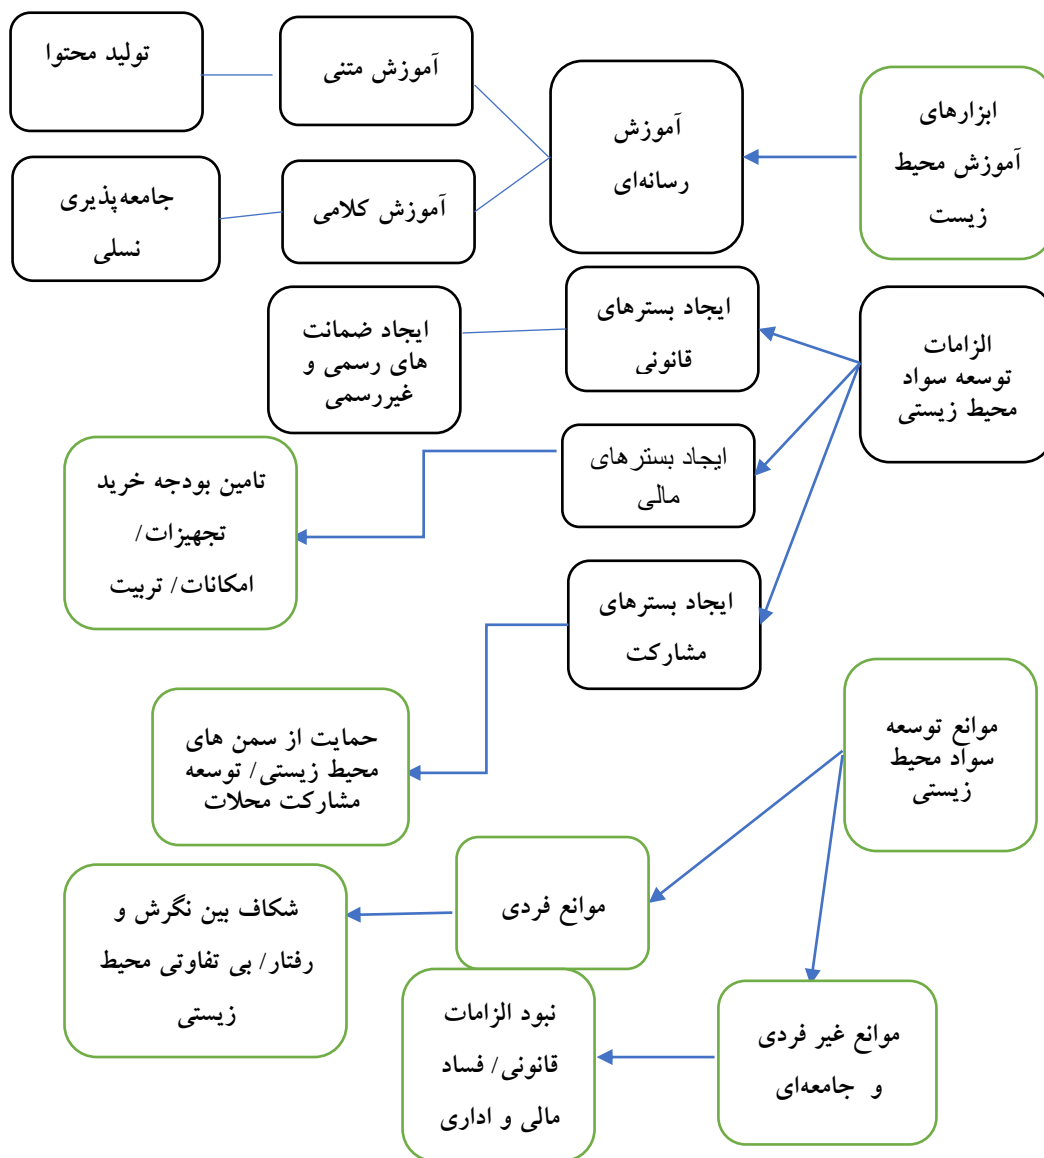 ابزارهای
آموزش محیط
زیست
آموزش
رسانه‌ای
آموزش متنی
تولید محتوا
آموزش کلامی
جامعه‌پذیری
نسلی
الزامات
توسعه سواد
محیط زیستی
ایجاد بسترهای
قانونی
ایجاد ضمانت
های رسمی و
غیررسمی
ایجاد بسترهای
مالی
تامین بودجه خرید
تجهیزات/
امکانات/ تربیت
ایجاد بسترهای
مشارکت
حمایت از سمن های
محیط زیستی/ توسعه
مشارکت محلات
موانع توسعه
سواد محیط
زیستی
موانع فردی
شکاف بین نگرش و
رفتار/ بی تفاوتی محیط
زیستی
موانع غیر فردی
و جامعه‌ای
نبود الزامات
قانونی/ فساد
مالی و اداری